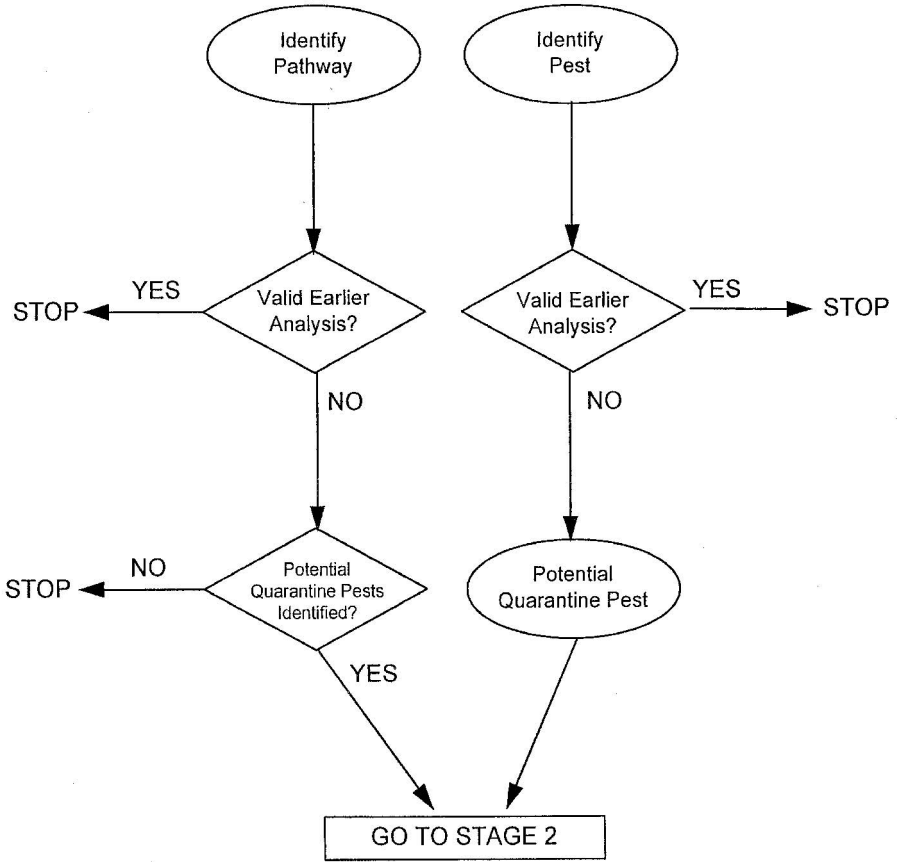 Identify
Pathway
Identify
Pest
Valid Earlier
Analysis?
YES
STOP
Valid Earlier
Analysis?
YES
STOP
NO
NO
Potential
Quarantine Pests
Identified?
NO
STOP
Potential
Quarantine Pest
YES
GO TO STAGE 2